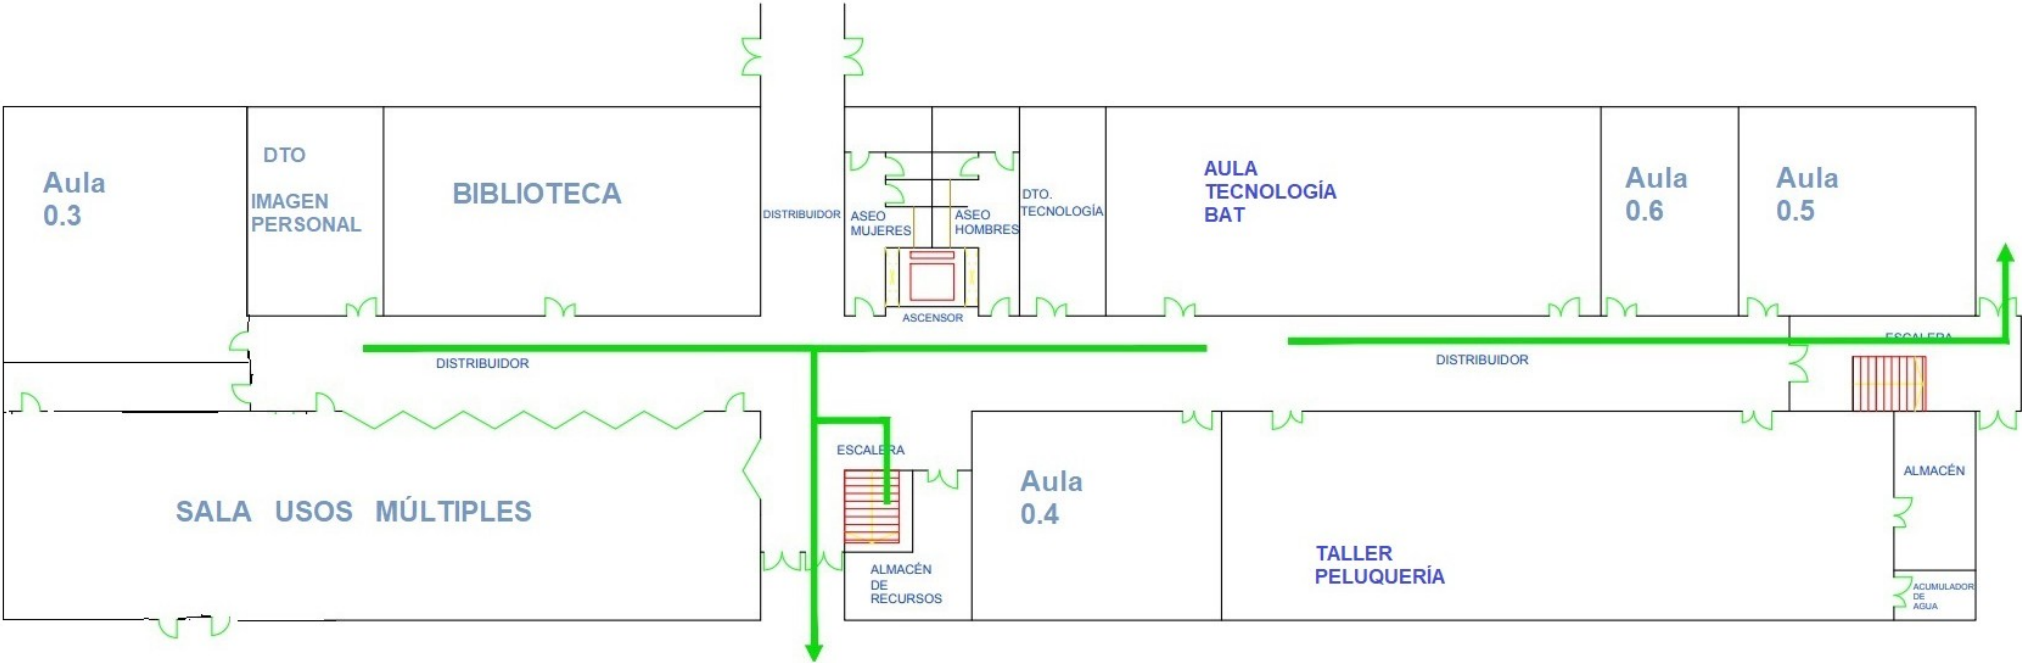 Aula
0.3
DTO
IMAGEN
PERSONAL
BIBLIOTECA
DISTRIBUIDOR
ASEO
MUJERES
ASEO
HOMBRES
DTO.
TECNOLOGÍA
AULA
TECNOLOGÍA
BAT
Aula
0.6
Aula
0.5
ASCENSOR
DISTRIBUIDOR
DISTRIBUIDOR
ESCALERA
SALA USOS MÚLTIPLES
ESCALERA
ALMACÉN
DE
RECURSOS
Aula
0.4
TALLER
PELUQUERÍA
ALMACÉN
ACUMULADOR
DE
AGUA